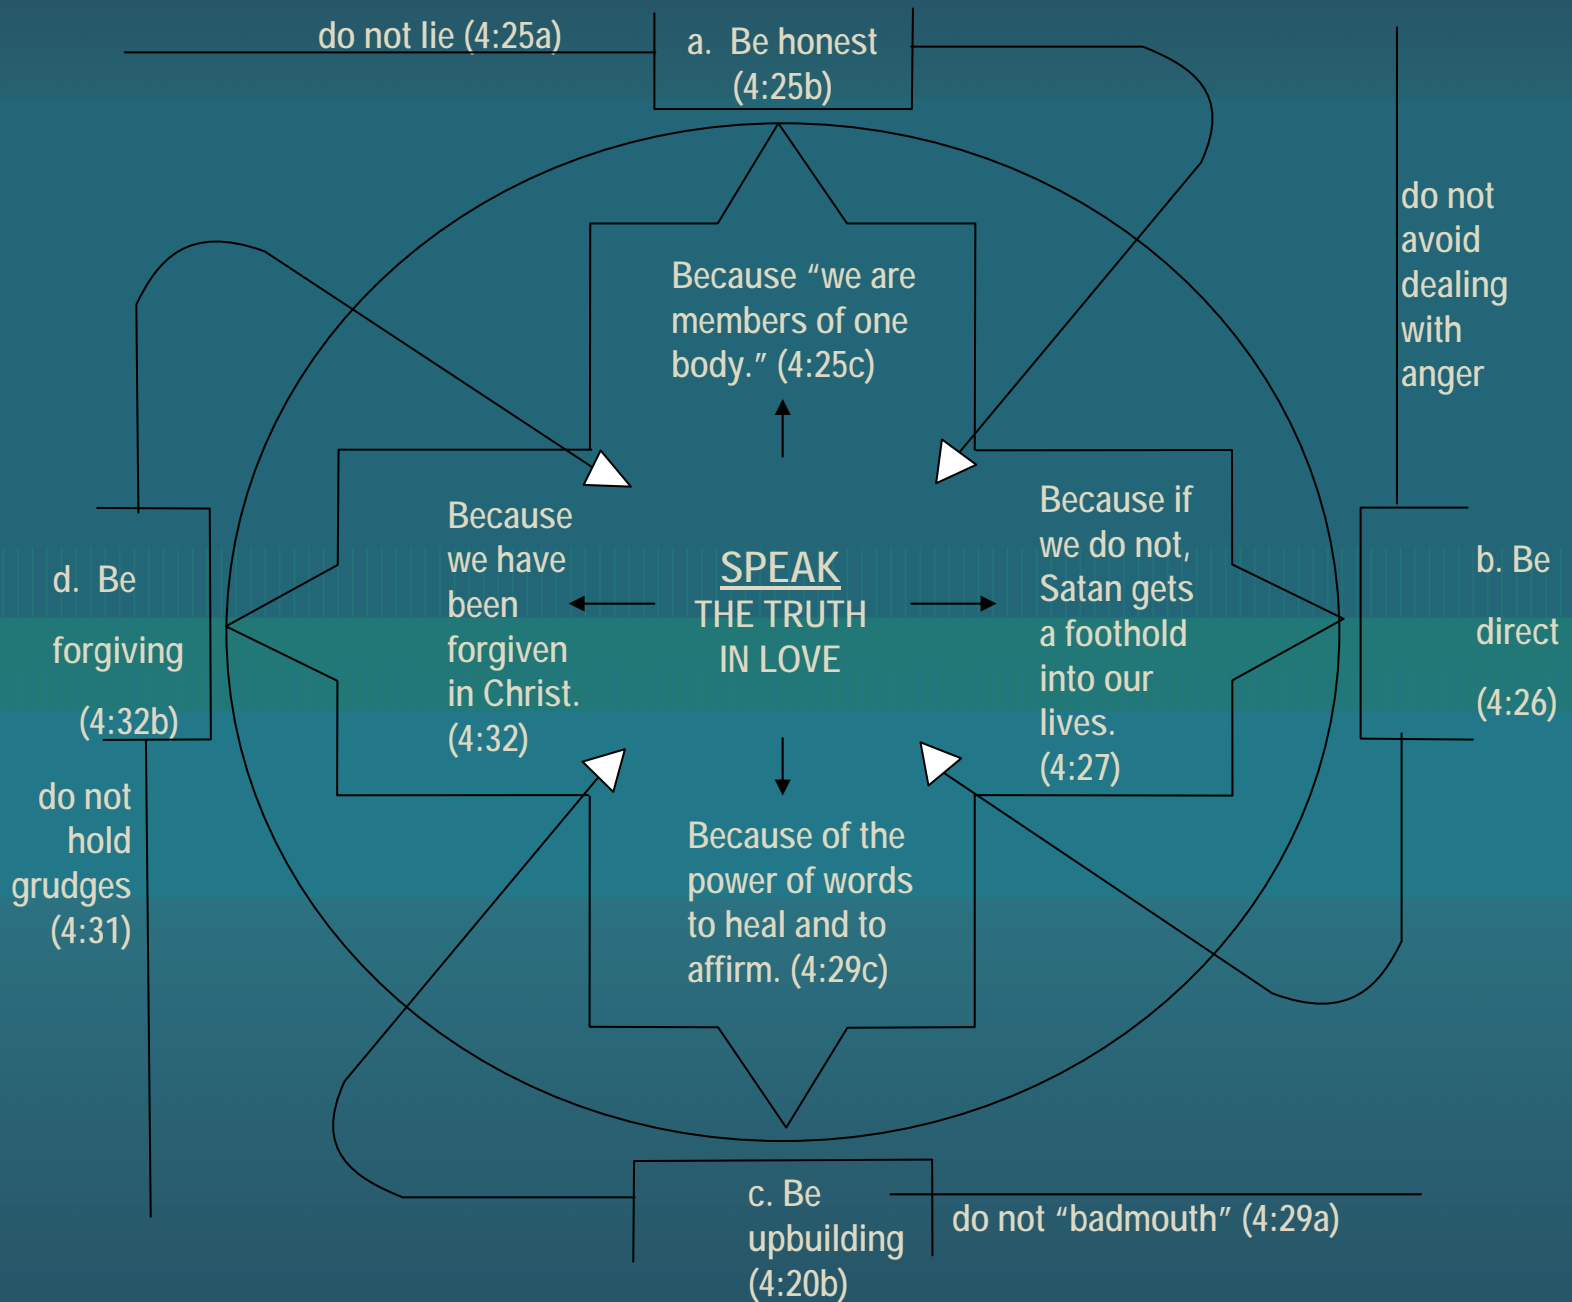 do not lie (4:25a)
a. Be honest
(4:25b)
do not
avoid
dealing
with
anger
Because “we are
members of one
body.” (4:25c)
Because
we have
been
forgiven
in Christ.
(4:32)
SPEAK
THE TRUTH
IN LOVE
Because if
we do not,
Satan gets
a foothold
into our
lives.
(4:27)
b. Be
direct
(4:26)
d. Be
forgiving
(4:32b)
do not
hold
grudges
(4:31)
Because of the
power of words
to heal and to
affirm. (4:29c)
c. Be
upbuilding
(4:20b)
do not “badmouth” (4:29a)